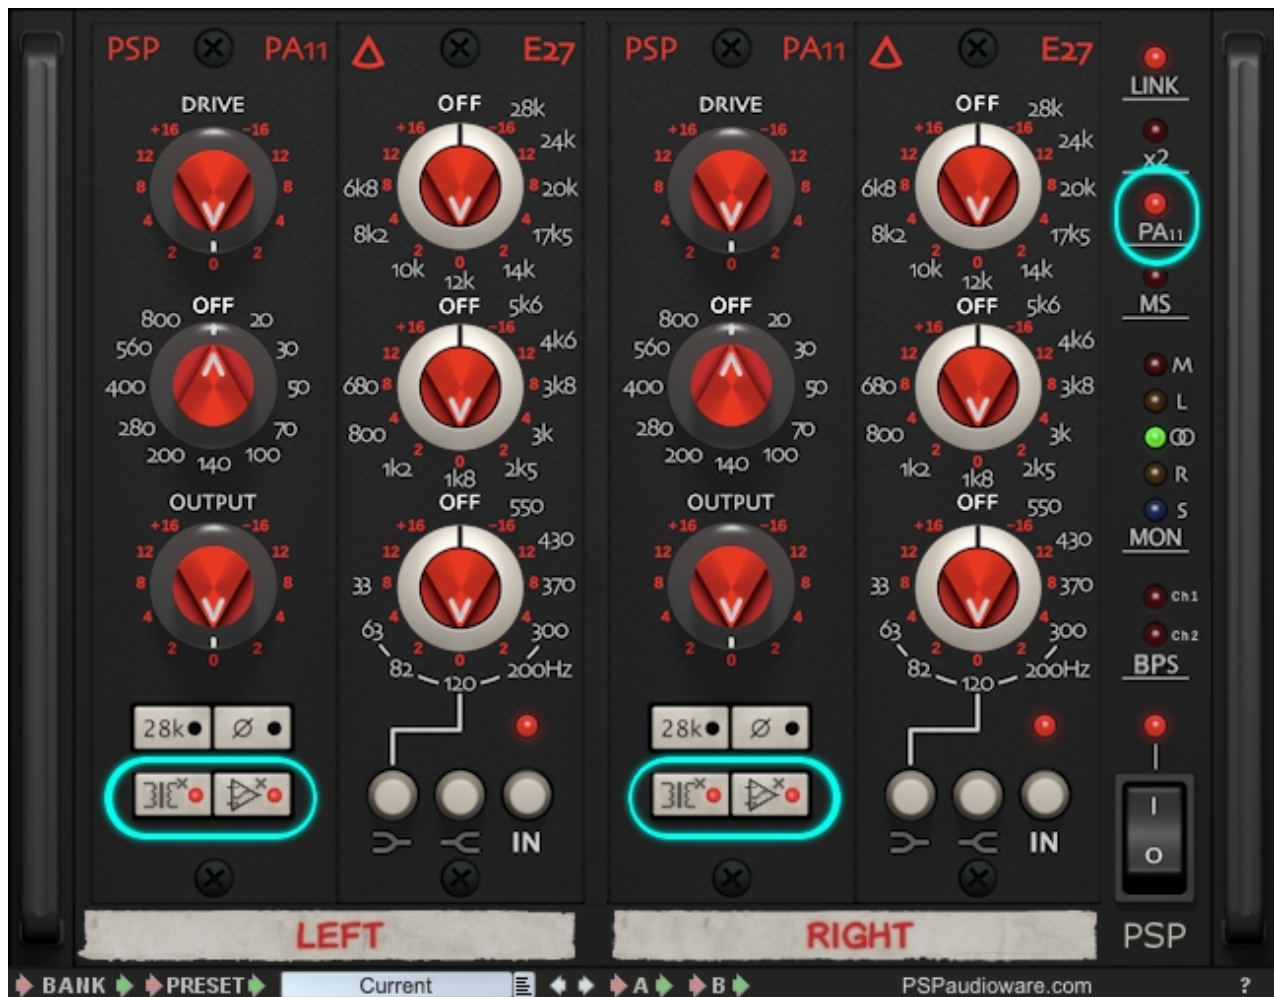 PSP PA11 E27 PSP PA11 E27
LINK
x2
PA11
MS
M
L
R
S
MON
Ch1
Ch2
BPS
I
O
PSP
DRIVE
+16 -16
12 12
8 8
4 4
2 2
0
OFF
800 20
560 30
400 50
280 70
200 140 100
OUTPUT
+16 -16
12 12
8 8
4 4
2 2
0
28k Ø
OFF 28k
+16 -16 24k
12 12
6k8 8 8 20k
4 4
8k2 17k5
2 2
10k 0 14k
12k
OFF 5k6
+16 -16 4k6
12 12
680 8 8 3k8
4 4
800 3k
2 2
1k2 0 2k5
1k8
OFF 550
+16 -16 430
12 12
33 8 8 370
4 4
63 300
2 2
82 0 200Hz
120
IN
DRIVE
+16 -16
12 12
8 8
4 4
2 2
0
OFF
800 20
560 30
400 50
280 70
200 140 100
OUTPUT
+16 -16
12 12
8 8
4 4
2 2
0
28k Ø
OFF 28k
+16 -16 24k
12 12
6k8 8 8 20k
4 4
8k2 17k5
2 2
10k 0 14k
12k
OFF 5k6
+16 -16 4k6
12 12
680 8 8 3k8
4 4
800 3k
2 2
1k2 0 2k5
1k8
OFF 550
+16 -16 430
12 12
33 8 8 370
4 4
63 300
2 2
82 0 200Hz
120
IN
LEFT RIGHT
BANK PRESET Current A B PSPaudioware.com ?